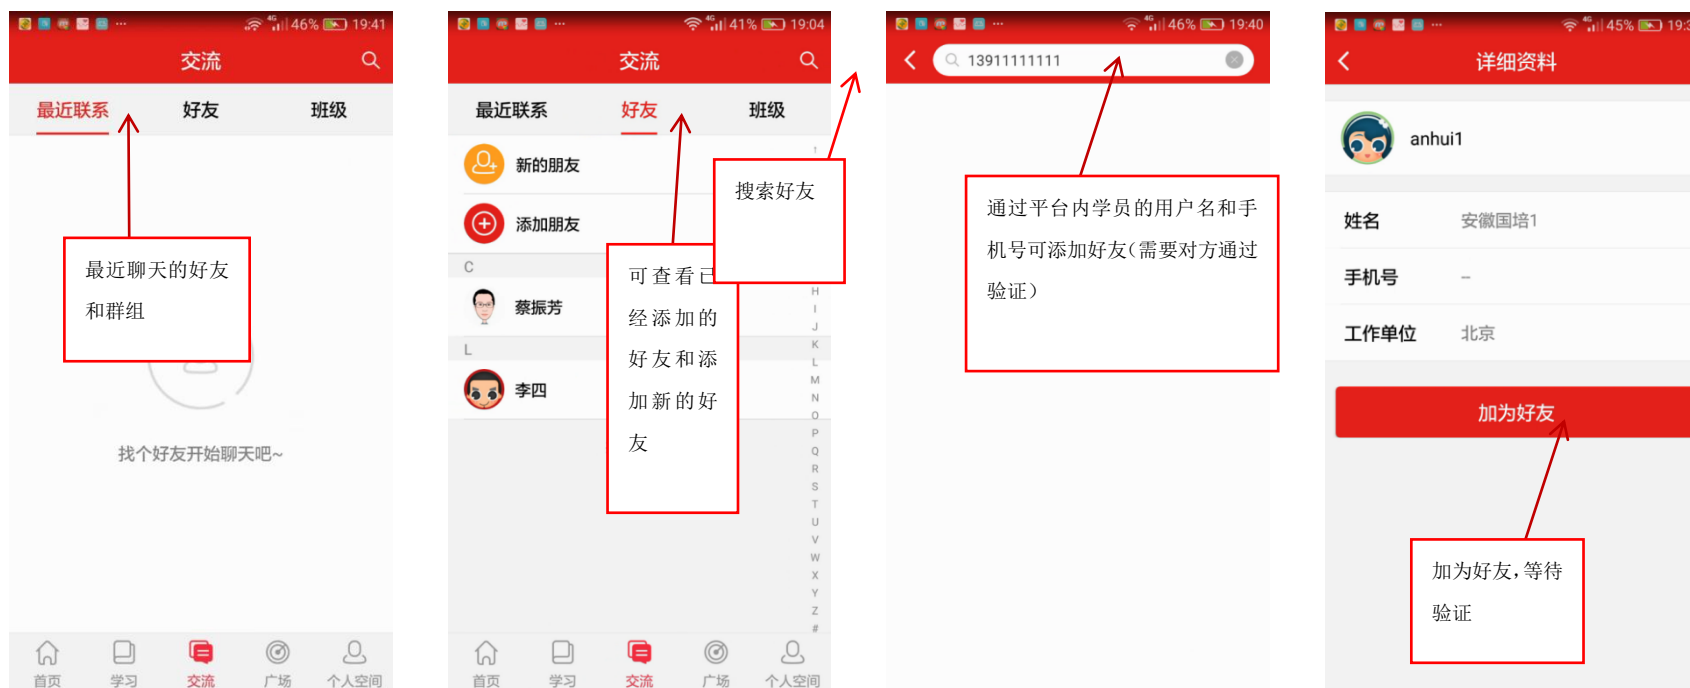 46% 19:41
交流
最近联系 好友 班级
最近聊天的好友
和群组
找个好友开始聊天吧~
首页 学习 交流 广场 个人空间
41% 19:04
交流
最近联系 好友 班级
新的朋友
添加朋友
C
蔡振芳
L
李四
搜索好友
可查看已
经添加的
好友和添
加新的好
友
↑
H
I
J
K
L
M
N
O
P
Q
R
S
T
U
V
W
X
Y
Z
#
首页 学习 交流 广场 个人空间
46% 19:40
13911111111
通过平台内学员的用户名和手
机号可添加好友（需要对方通过
验证）
45% 19:3
详细资料
anhui1
姓名 安徽国培1
手机号 –
工作单位 北京
加为好友
加为好友，等待
验证